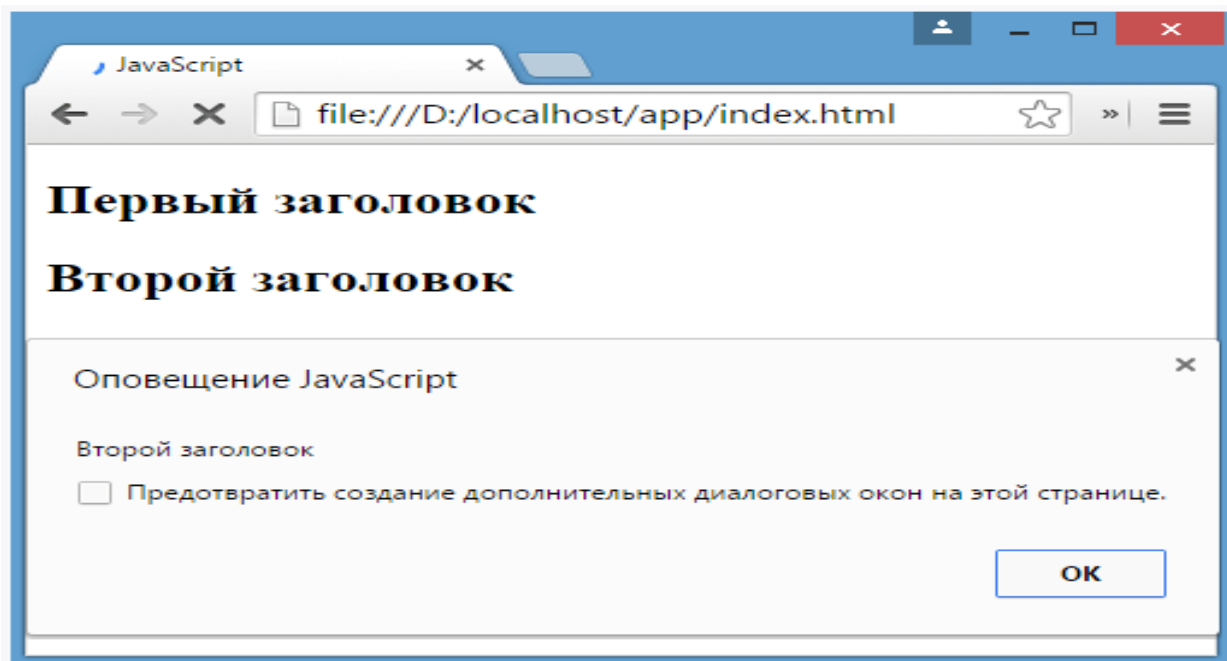 JavaScript
file:///D:/localhost/app/index.html
Первый заголовок
Второй заголовок
Оповещение JavaScript
Второй заголовок
Предотвратить создание дополнительных диалоговых окон на этой странице.
ОК